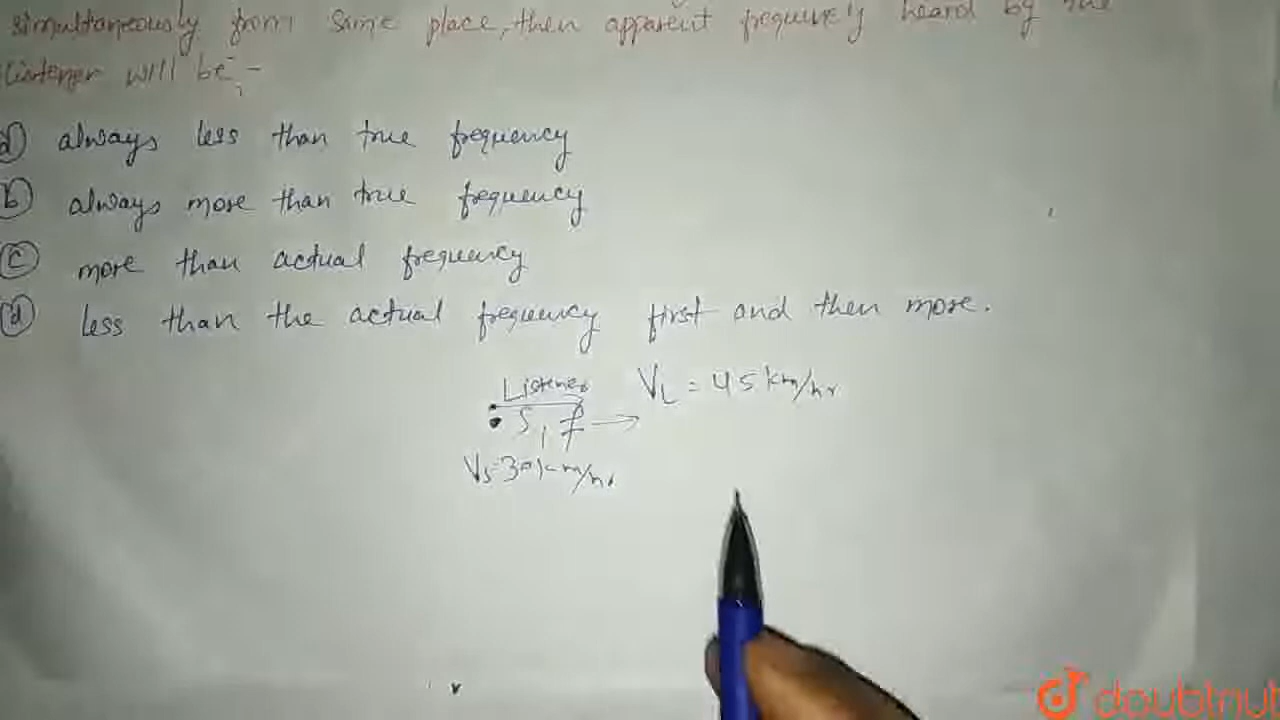 simultaneously from same place, then apparent frequency heard by the
Listener will be :-
a) always less than true frequency
b) always more than true frequency
c) more than actual frequency
d) less than the actual frequency first and then more.
Listener VL = 45 km/hr
S, f
Vs = 30 km/hr
doubtnut